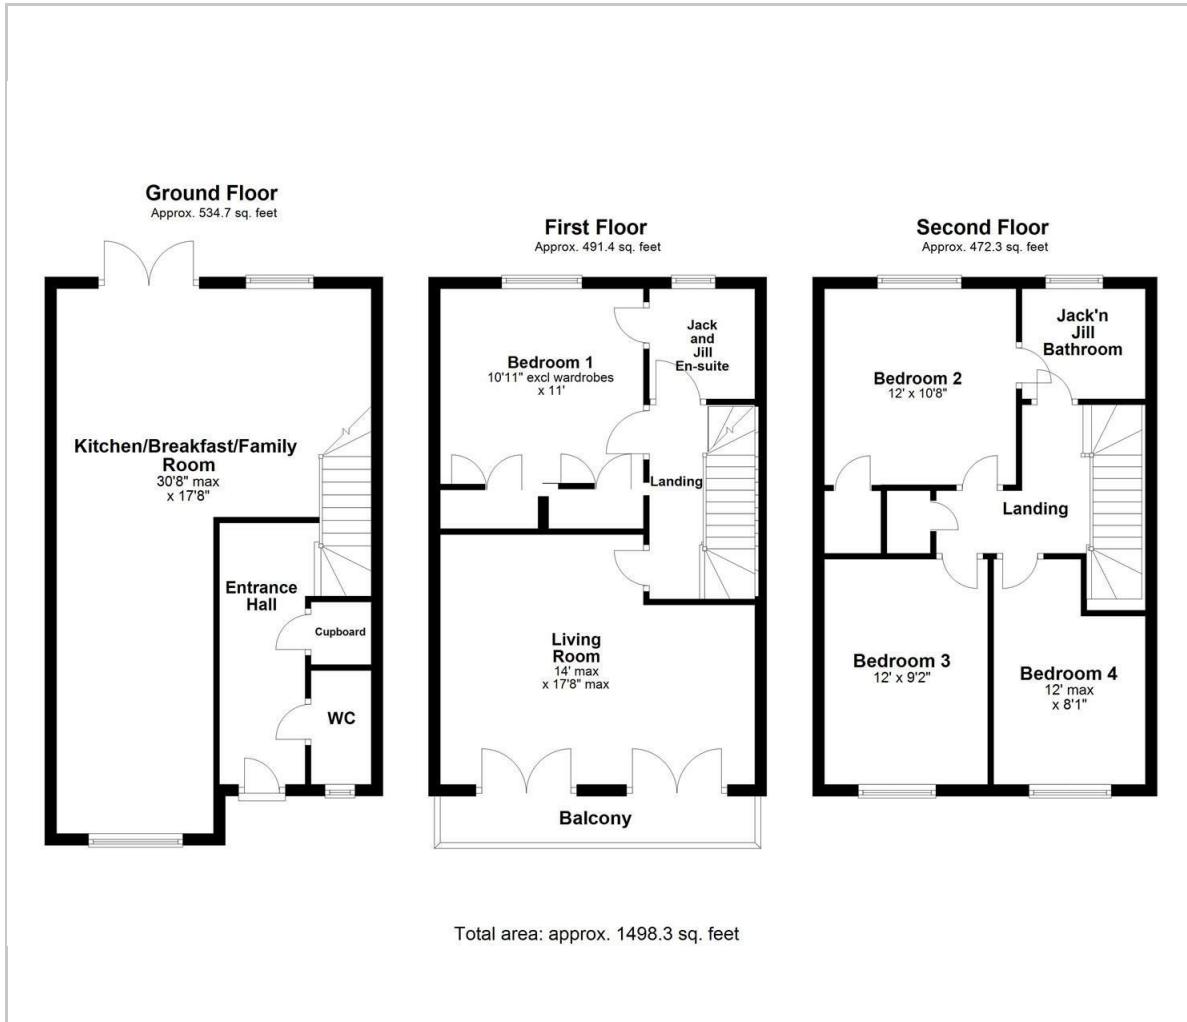 Ground Floor
Approx. 534.7 sq. feet
Kitchen/Breakfast/Family
Room
30'8" max
x 17'8"
Entrance
Hall
Cupboard
WC
First Floor
Approx. 491.4 sq. feet
Bedroom 1
10'11" excl wardrobes
x 11'
Jack
and
Jill
En-suite
Landing
Living
Room
14' max
x 17'8" max
Balcony
Second Floor
Approx. 472.3 sq. feet
Bedroom 2
12' x 10'8"
Jack'n
Jill
Bathroom
Landing
Bedroom 3
12' x 9'2"
Bedroom 4
12' max
x 8'1"
Total area: approx. 1498.3 sq. feet